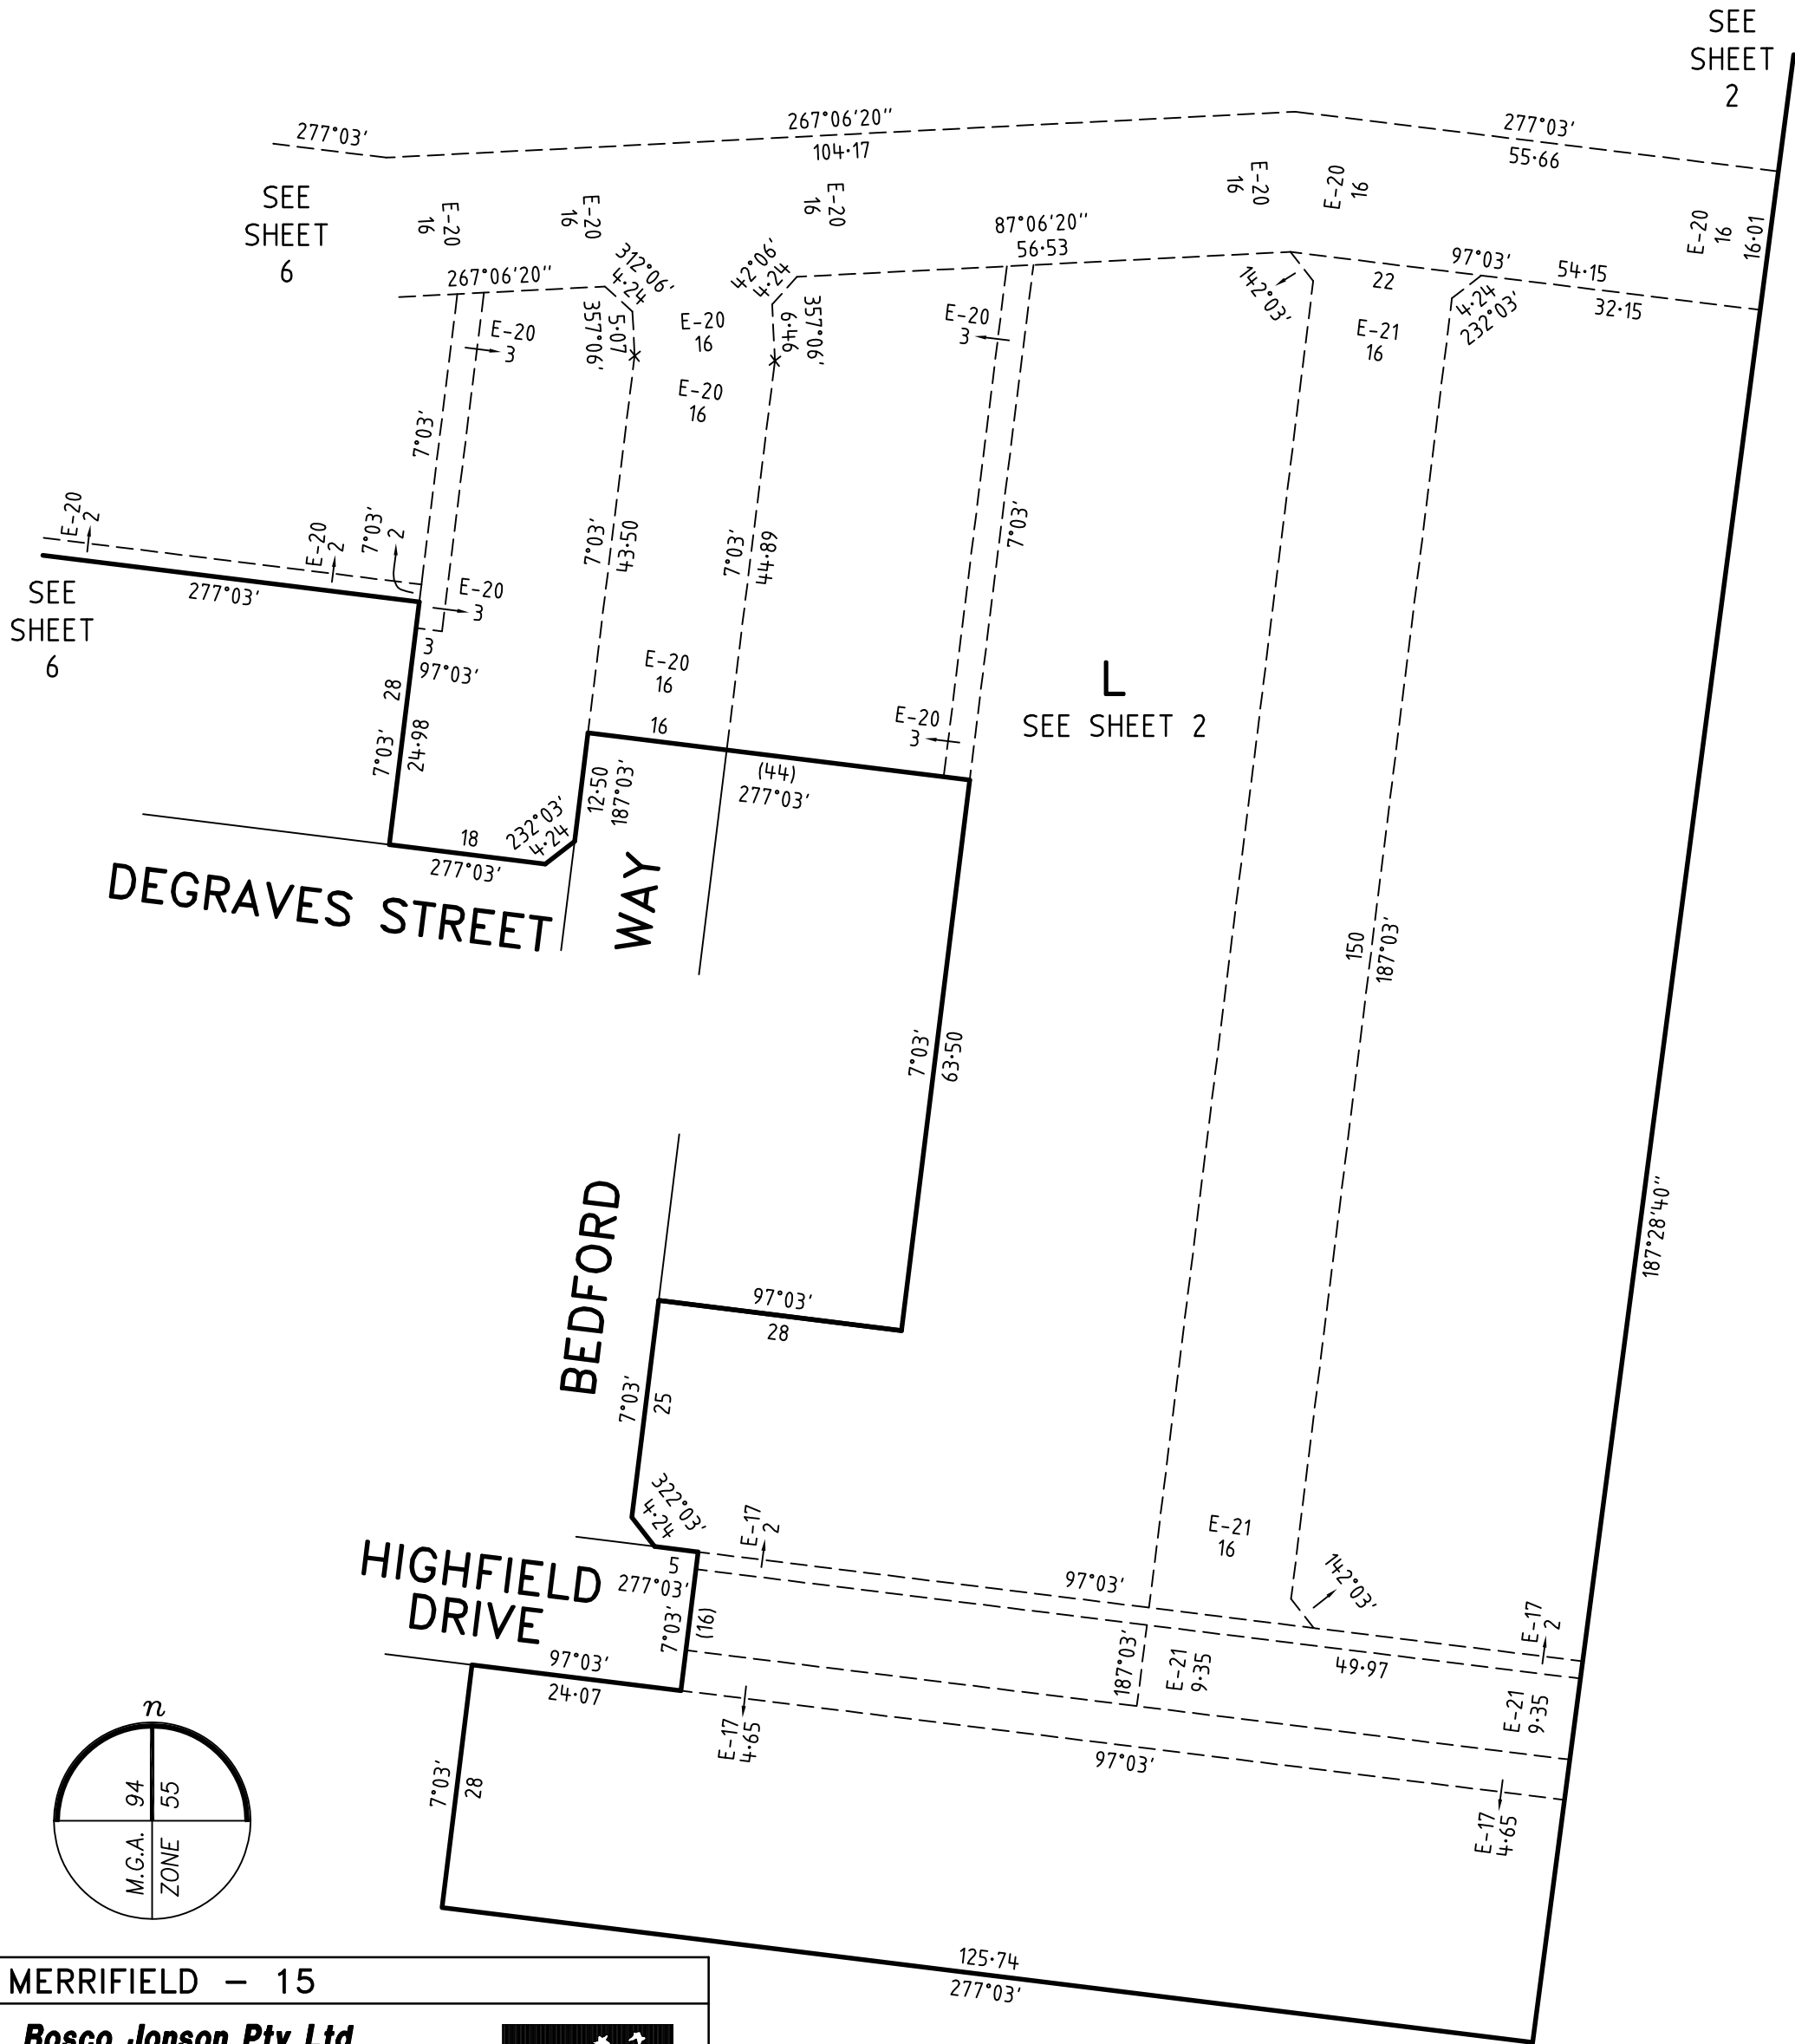 SEE
SHEET
2
277°03'
267°06'20''
104·17
277°03'
55·66
SEE
SHEET
6
E-20
16
E-20
16
E-20
16
E-20
16
E-20
16
E-20
16
16·01
87°06'20''
56·53
267°06'20''
312°06'
4·24
42°06'
4·24
357°06'
5·07
6·46
357°06'
E-20
16
E-20
16
E-20
3
E-20
3
142°03'
22
97°03'
54·15
32·15
4·24
232°03'
E-21
16
7°03'
E-20
2
E-20
2
7°03'
2
277°03'
SEE
SHEET
6
E-20
3
3
97°03'
7°03'
43·50
7°03'
44·89
7°03'
28
7°03'
24·98
E-20
16
16
E-20
3
L
SEE SHEET 2
(44)
277°03'
12·50
187°03'
232°03'
4·24
18
277°03'
DEGRAVES STREET
WAY
150
187°03'
7°03'
63·50
BEDFORD
97°03'
28
187°28'40''
7°03'
25
322°03'
4·24
E-17
2
E-21
16
142°03'
HIGHFIELD
DRIVE
5
277°03'
7°03'
(16)
97°03'
E-17
2
97°03'
24·07
187°03'
E-21
9·35
49·97
E-21
9·35
E-17
4·65
97°03'
E-17
4·65
7°03'
28
n
94
55
M.G.A.
ZONE
125·74
277°03'
MERRIFIELD - 15
Bosco Jonson Pty Ltd